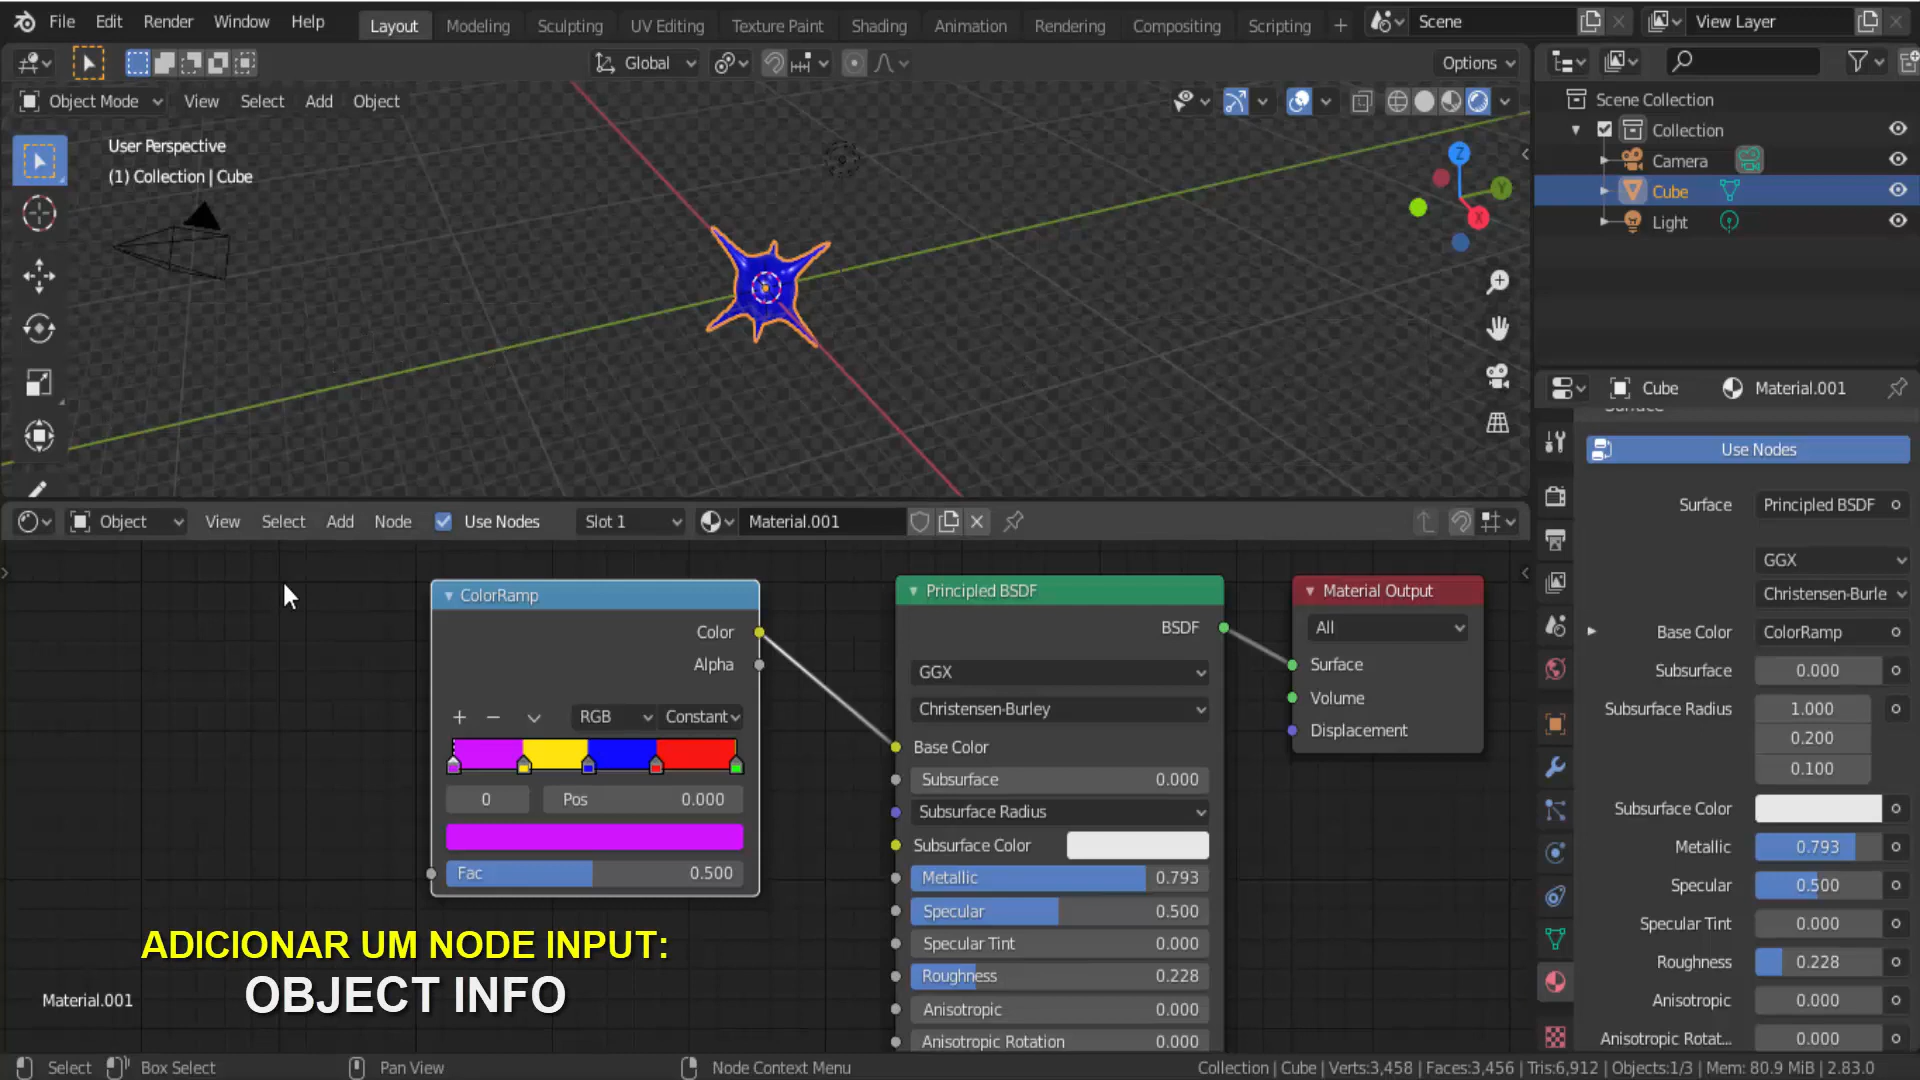 File Edit Render Window Help Layout Modeling Sculpting UV Editing Texture Paint Shading Animation Rendering Compositing Scripting + Scene View Layer
Global Options
Object Mode View Select Add Object
User Perspective
(1) Collection | Cube
Z
Y
X
Scene Collection
Collection
Camera
Cube
Light
Cube Material.001
Use Nodes
Surface Principled BSDF
GGX
Christensen-Burle
Base Color ColorRamp
Subsurface 0.000
Subsurface Radius 1.000
0.200
0.100
Subsurface Color
Metallic 0.793
Specular 0.500
Specular Tint 0.000
Roughness 0.228
Anisotropic 0.000
Anisotropic Rotat... 0.000
Object View Select Add Node Use Nodes Slot 1 Material.001
ColorRamp
Color
Alpha
RGB Constant
0 Pos 0.000
Fac 0.500
Principled BSDF
BSDF
GGX
Christensen-Burley
Base Color
Subsurface 0.000
Subsurface Radius
Subsurface Color
Metallic 0.793
Specular 0.500
Specular Tint 0.000
Roughness 0.228
Anisotropic 0.000
Anisotropic Rotation 0.000
Material Output
All
Surface
Volume
Displacement
ADICIONAR UM NODE INPUT:
OBJECT INFO
Material.001
Select Box Select Pan View Node Context Menu Collection | Cube | Verts:3,458 | Faces:3,456 | Tris:6,912 | Objects:1/3 | Mem: 80.9 MiB | 2.83.0